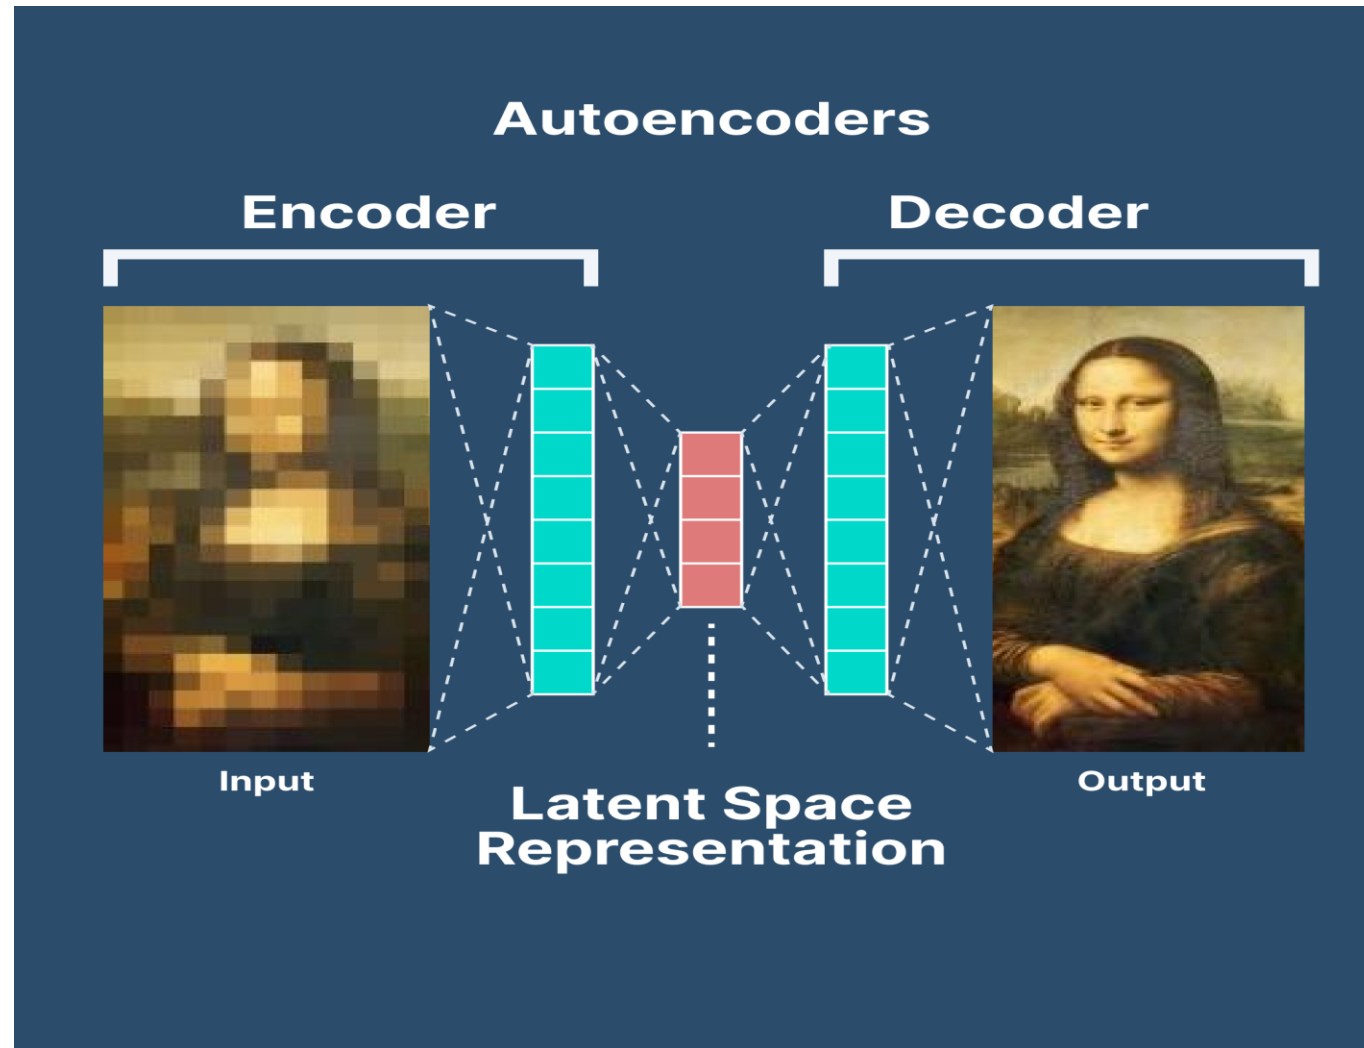 Autoencoders
Encoder
Decoder
Input
Output
Latent Space
Representation